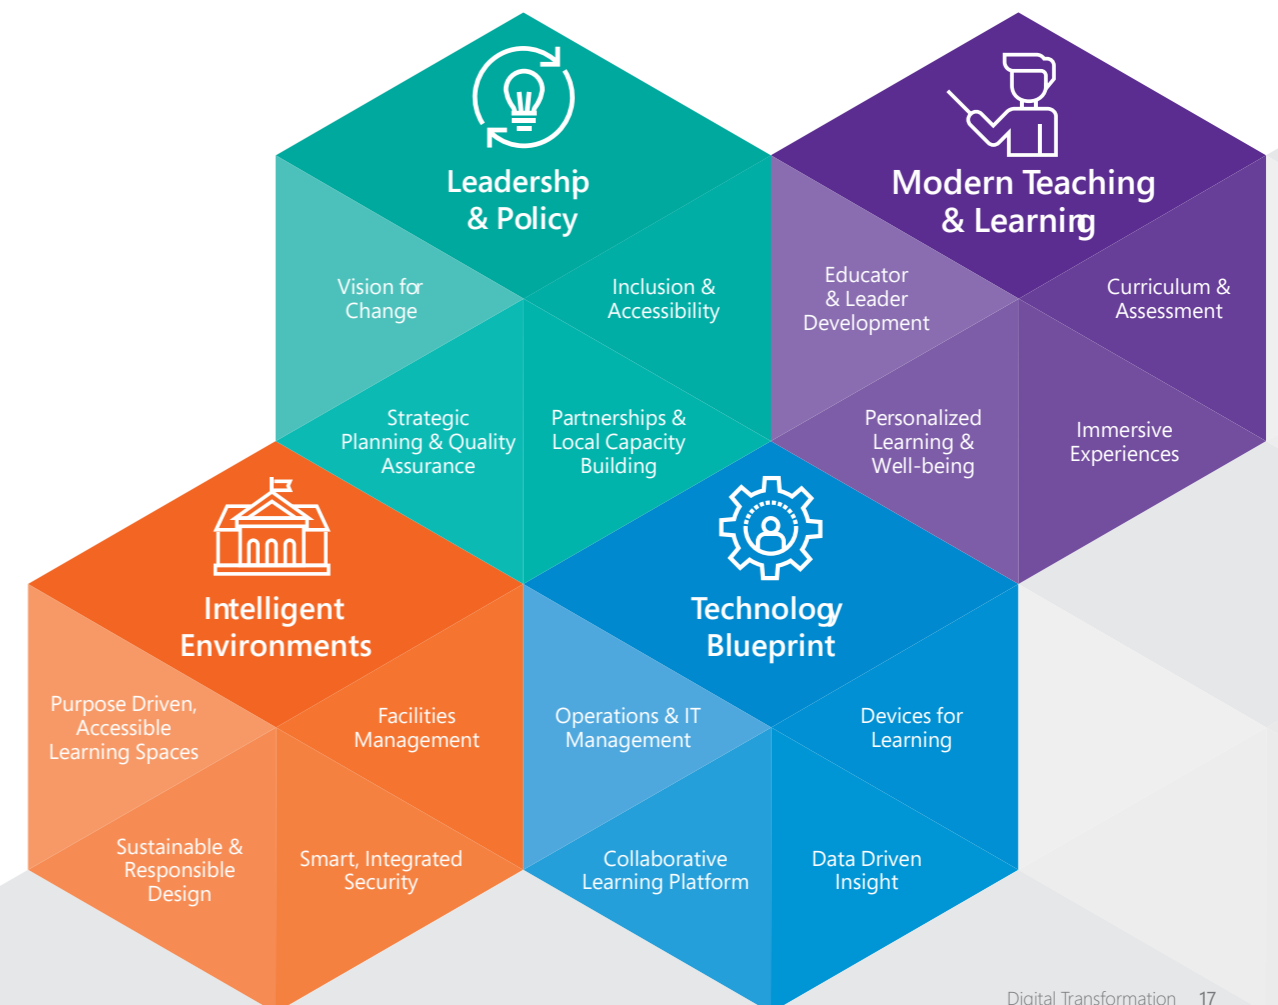 Leadership
& Policy
Vision for
Change
Inclusion &
Accessibility
Strategic
Planning & Quality
Assurance
Partnerships &
Local Capacity
Building
Modern Teaching
& Learning
Educator
& Leader
Development
Curriculum &
Assessment
Personalized
Learning &
Well-being
Immersive
Experiences
Intelligent
Environments
Purpose Driven,
Accessible
Learning Spaces
Facilities
Management
Sustainable &
Responsible
Design
Smart, Integrated
Security
Technology
Blueprint
Operations & IT
Management
Devices for
Learning
Collaborative
Learning Platform
Data Driven
Insight
Digital Transformation 17